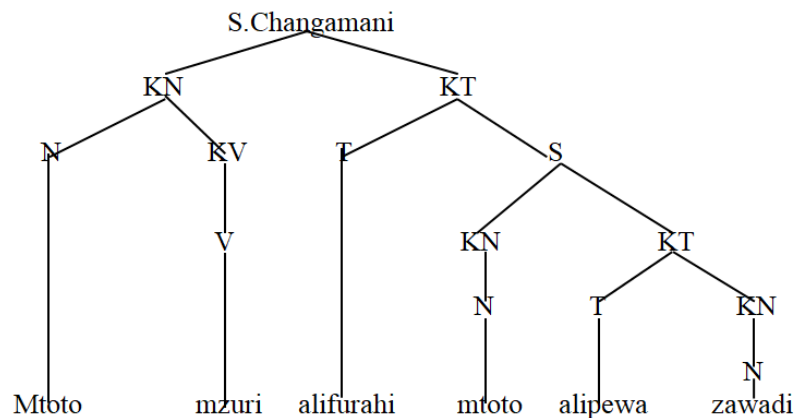 S.Changamani
KN KT
N KV T S
V KN KT
N T KN
N
Mtoto mzuri alifurahi mtoto alipewa zawadi